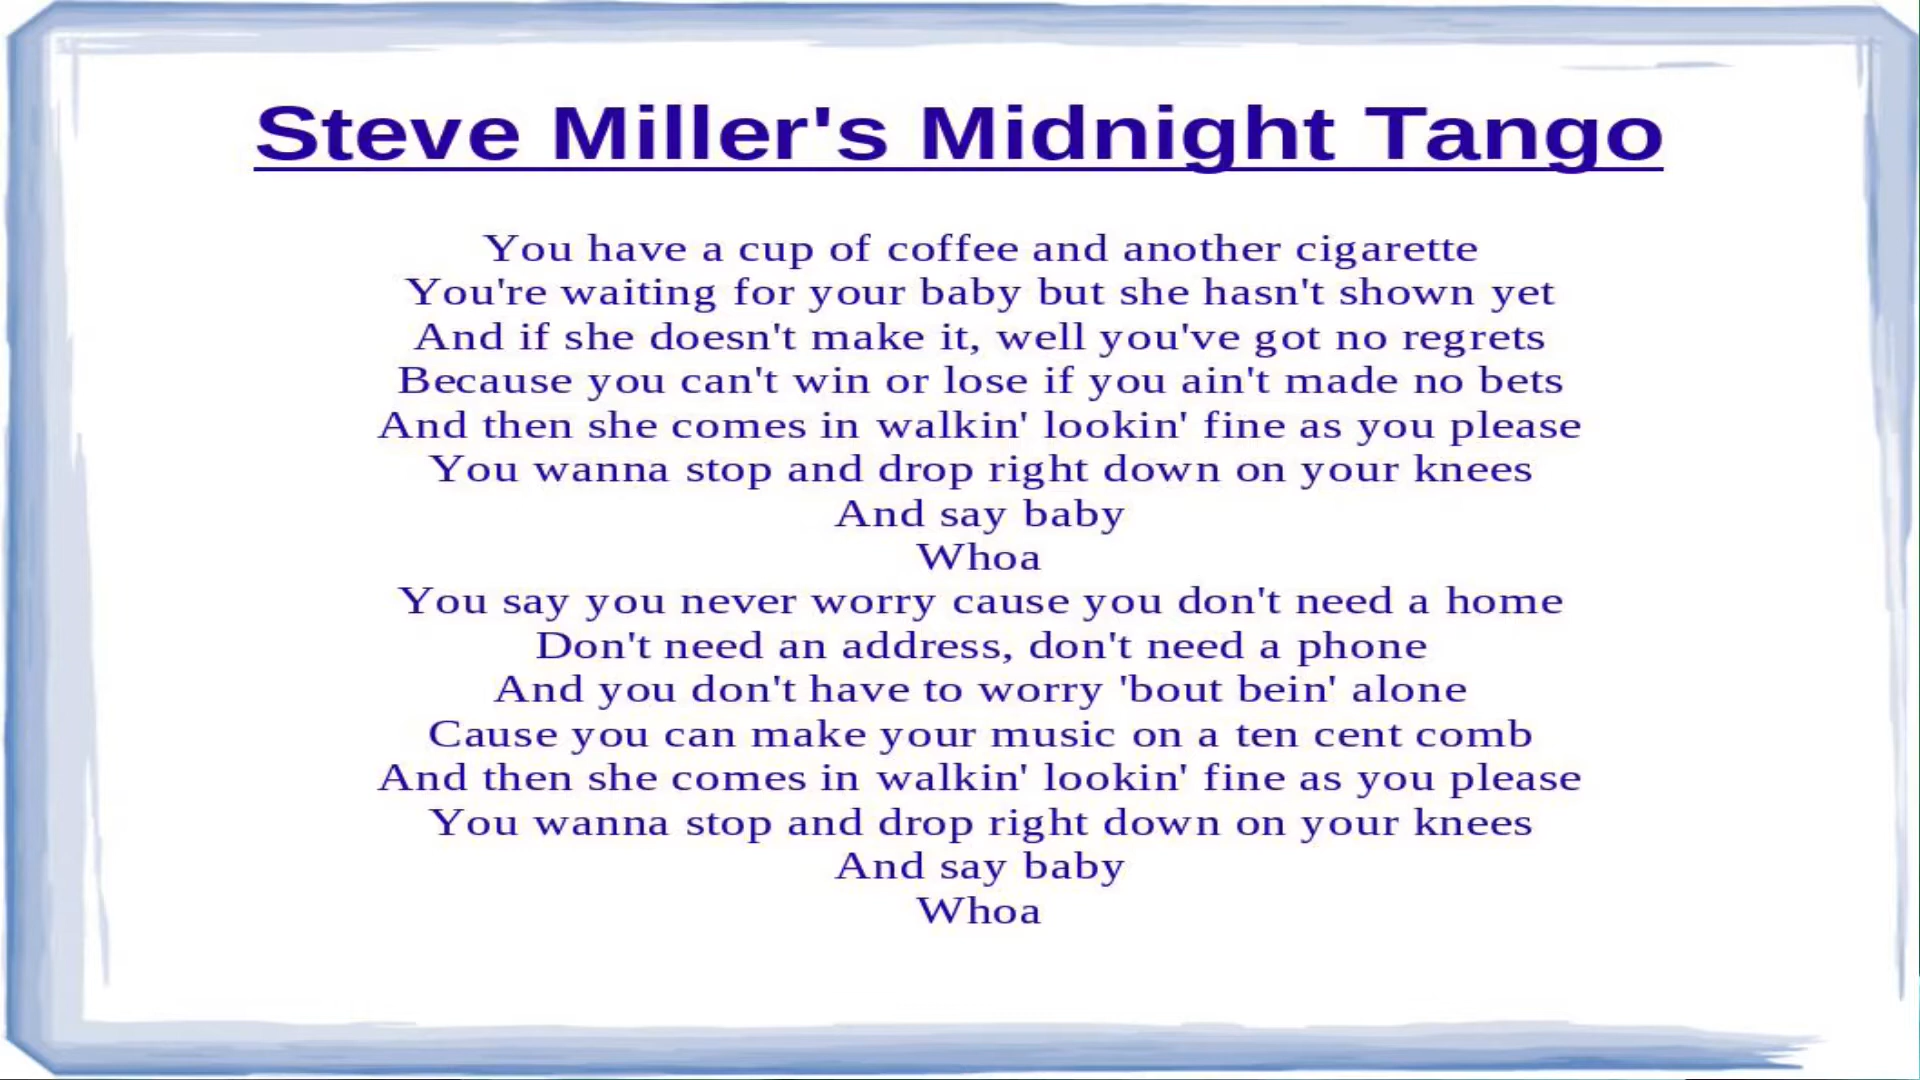 Steve Miller's Midnight Tango
You have a cup of coffee and another cigarette
You're waiting for your baby but she hasn't shown yet
And if she doesn't make it, well you've got no regrets
Because you can't win or lose if you ain't made no bets
And then she comes in walkin' lookin' fine as you please
You wanna stop and drop right down on your knees
And say baby
Whoa
You say you never worry cause you don't need a home
Don't need an address, don't need a phone
And you don't have to worry 'bout bein' alone
Cause you can make your music on a ten cent comb
And then she comes in walkin' lookin' fine as you please
You wanna stop and drop right down on your knees
And say baby
Whoa